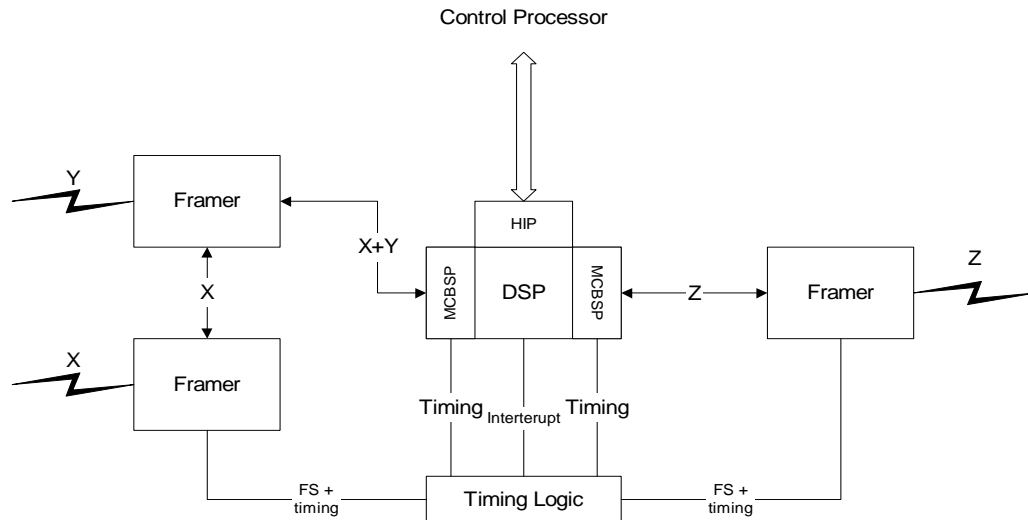 Control Processor
Y
Framer
HIP
X+Y
MCBSP
DSP
MCBSP
Z
Framer
Z
X
X
Framer
Timing
Interterupt
Timing
FS +
timing
Timing Logic
FS +
timing